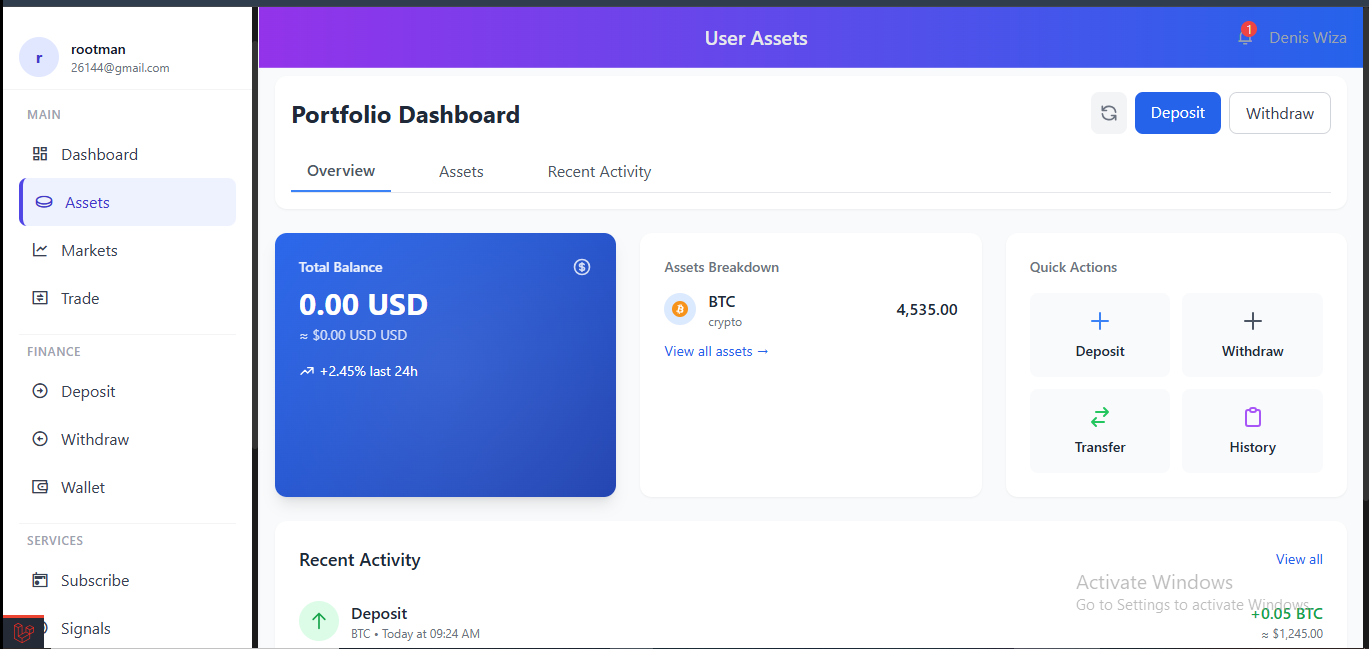 User Assets
1
Denis Wiza
r
rootman
26144@gmail.com
MAIN
Dashboard
Assets
Markets
Trade
FINANCE
Deposit
Withdraw
Wallet
SERVICES
Subscribe
Signals
Portfolio Dashboard
Deposit
Withdraw
Overview
Assets
Recent Activity
Total Balance
0.00 USD
≈ $0.00 USD USD
+2.45% last 24h
Assets Breakdown
BTC
crypto
4,535.00
View all assets →
Quick Actions
Deposit
Withdraw
Transfer
History
Recent Activity
View all
Deposit
BTC • Today at 09:24 AM
+0.05 BTC
≈ $1,245.00
Activate Windows
Go to Settings to activate Windows.